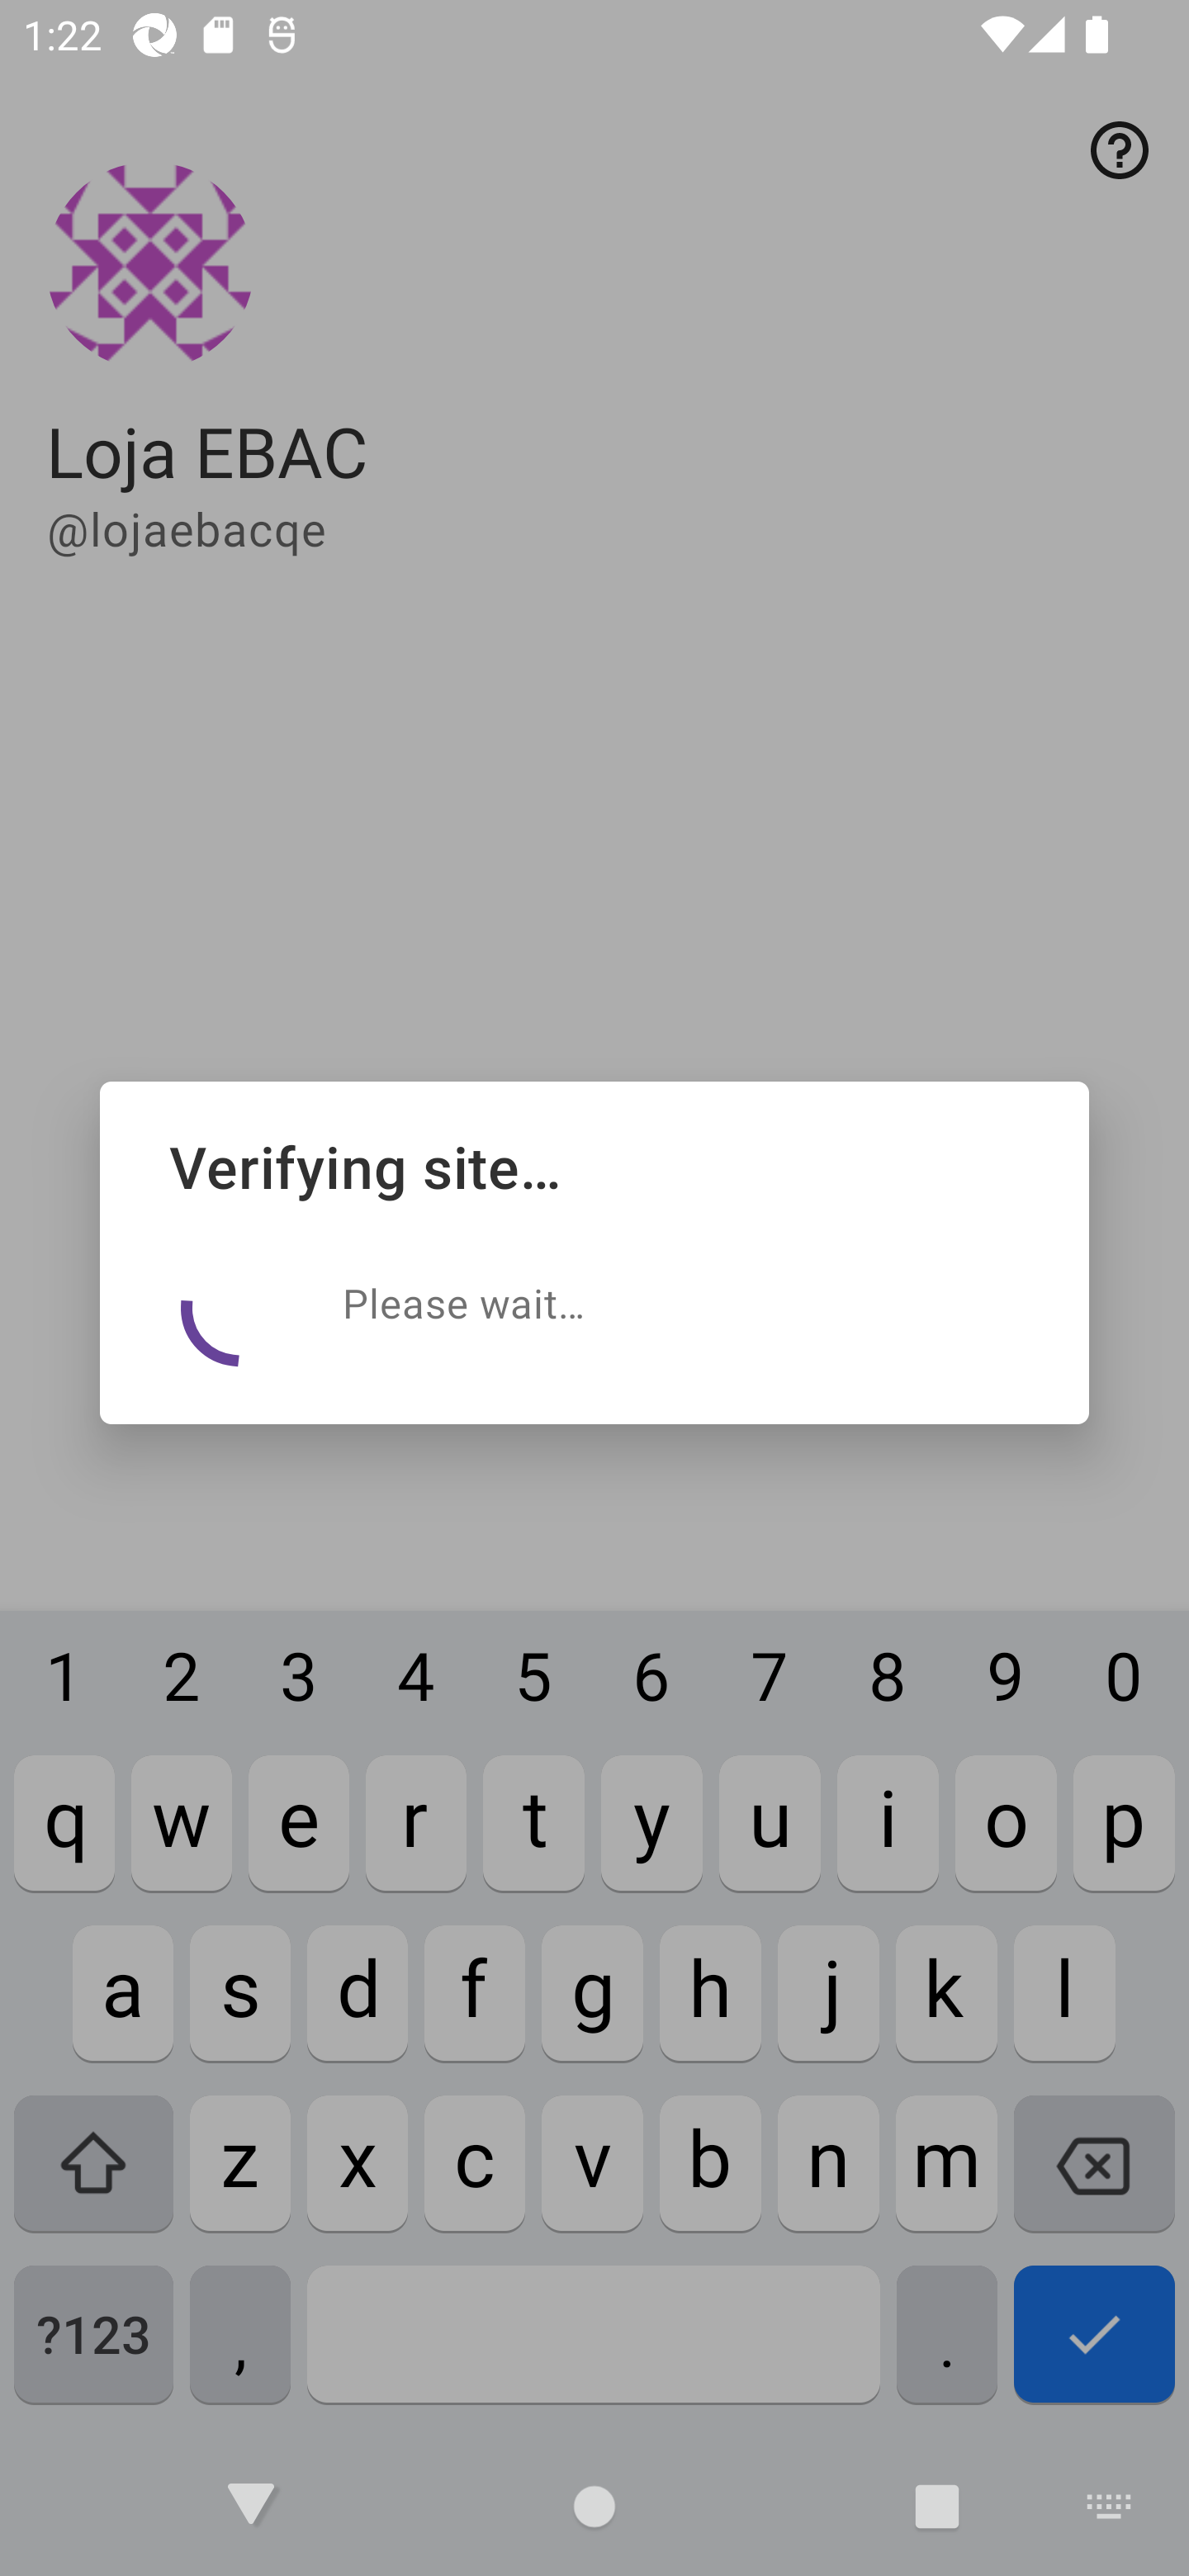 1:22
Loja EBAC
@lojaebacqe
Verifying site…
Please wait…
1 2 3 4 5 6 7 8 9 0
q w e r t y u i o p
a s d f g h j k l
z x c v b n m
?123 , .